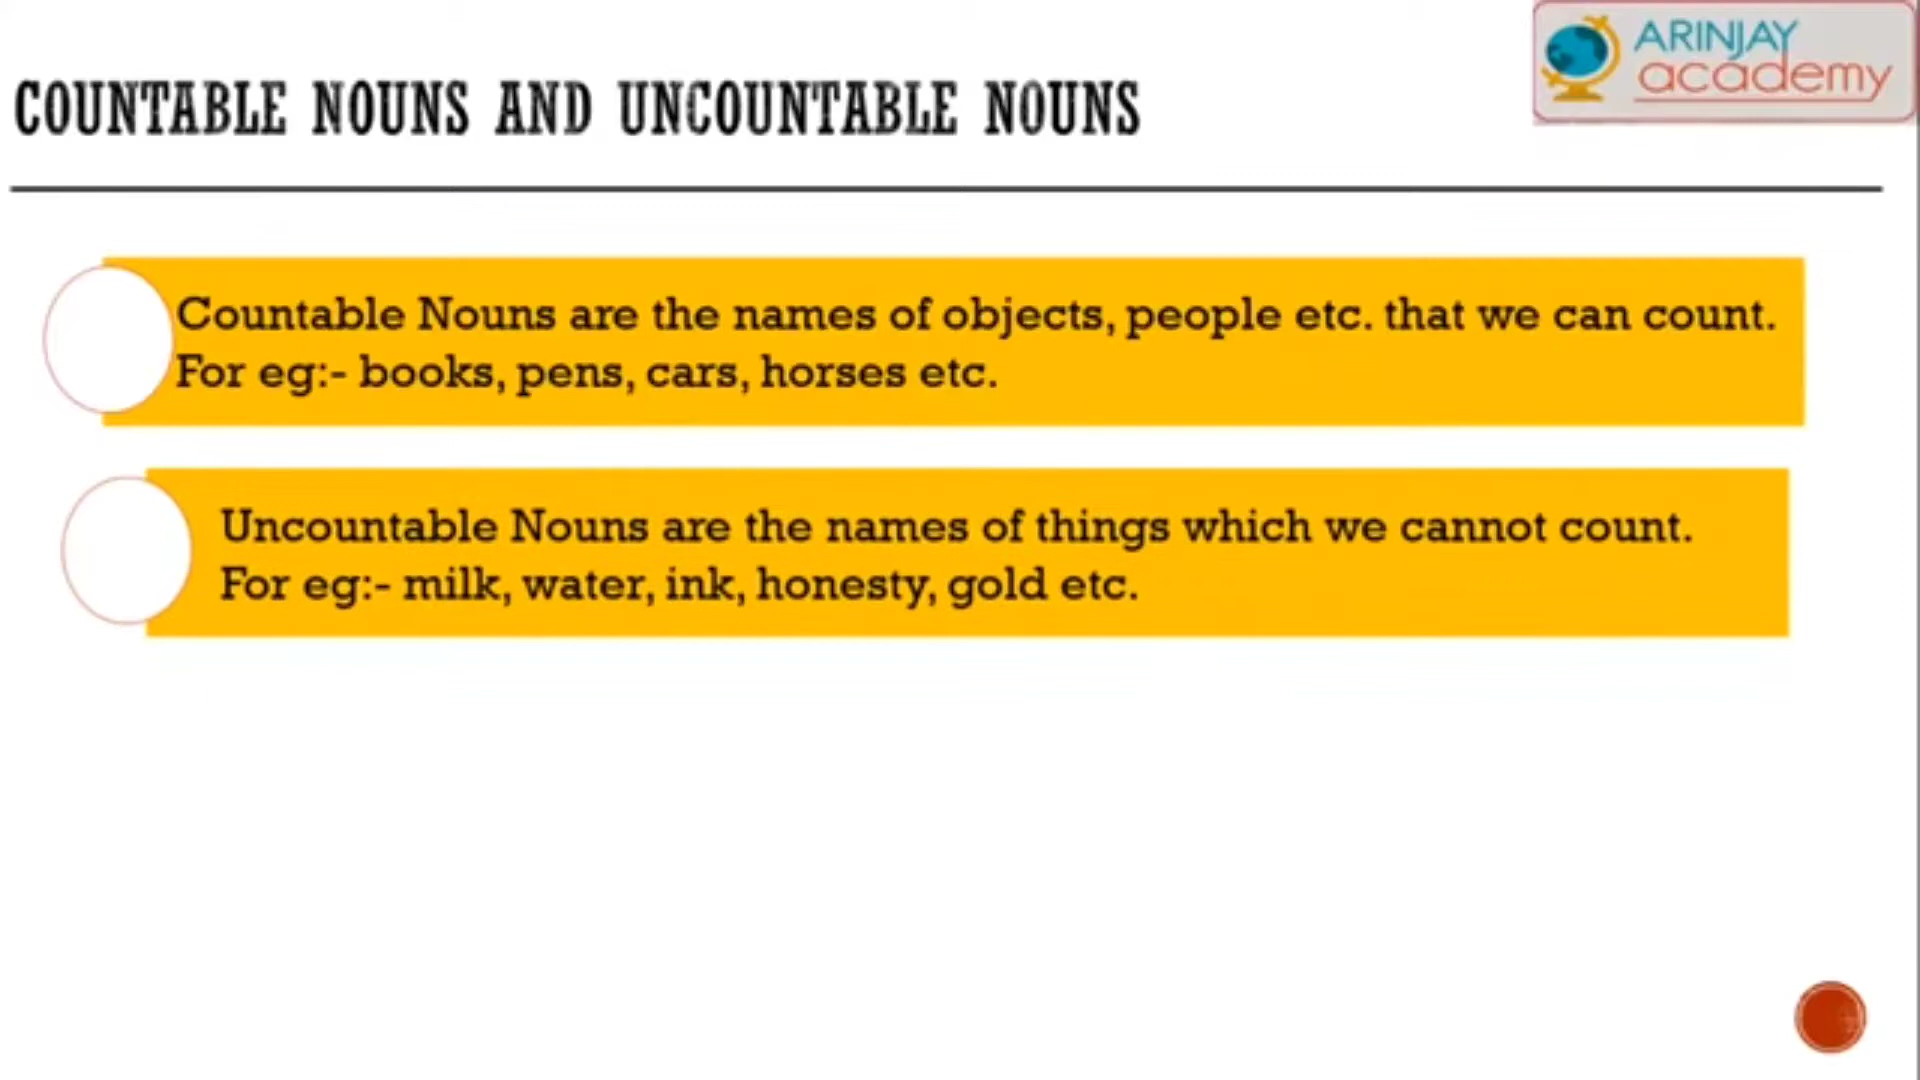 ARINJAY
academy
COUNTABLE NOUNS AND UNCOUNTABLE NOUNS
Countable Nouns are the names of objects, people etc. that we can count.
For eg:- books, pens, cars, horses etc.
Uncountable Nouns are the names of things which we cannot count.
For eg:- milk, water, ink, honesty, gold etc.